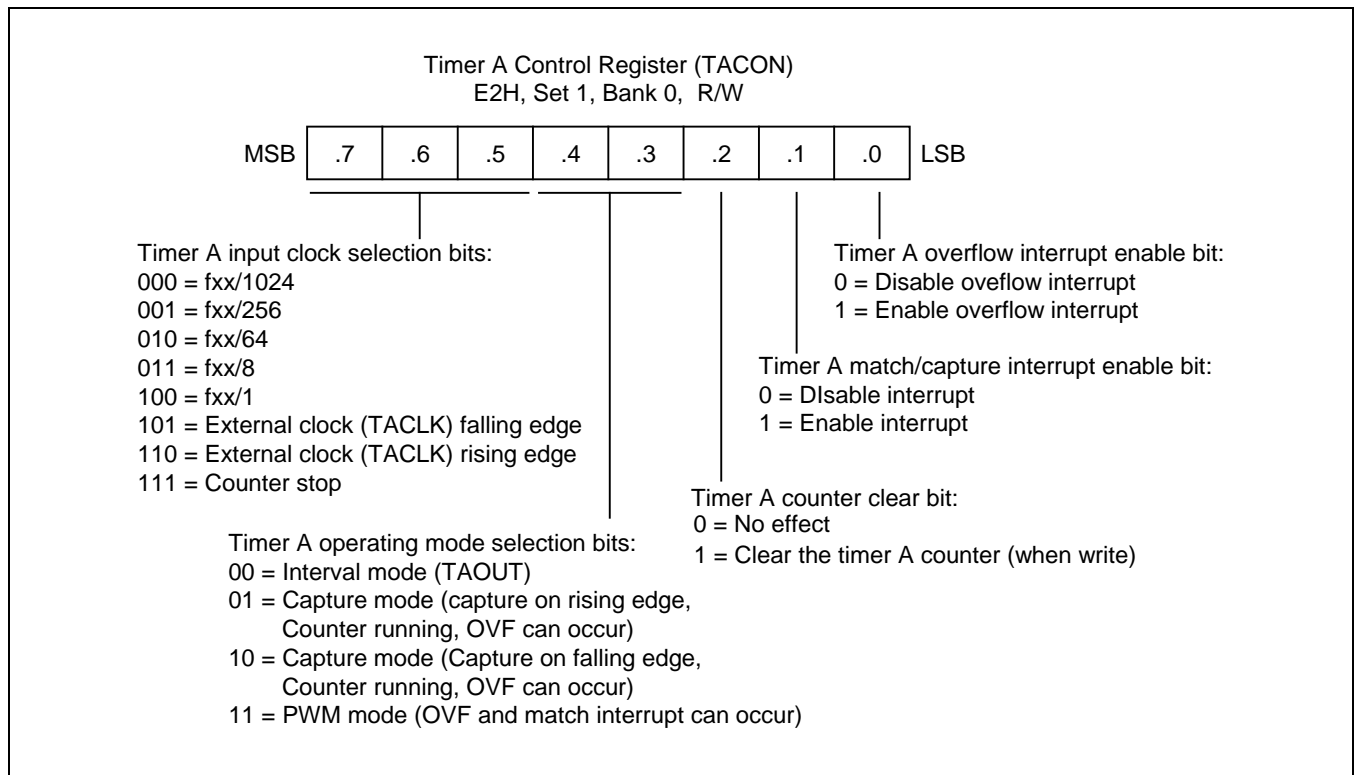 Timer A Control Register (TACON)
E2H, Set 1, Bank 0, R/W
MSB .7 .6 .5 .4 .3 .2 .1 .0 LSB
Timer A input clock selection bits:
000 = fxx/1024
001 = fxx/256
010 = fxx/64
011 = fxx/8
100 = fxx/1
101 = External clock (TACLK) falling edge
110 = External clock (TACLK) rising edge
111 = Counter stop
Timer A overflow interrupt enable bit:
0 = Disable oveflow interrupt
1 = Enable overflow interrupt
Timer A match/capture interrupt enable bit:
0 = DIsable interrupt
1 = Enable interrupt
Timer A counter clear bit:
0 = No effect
1 = Clear the timer A counter (when write)
Timer A operating mode selection bits:
00 = Interval mode (TAOUT)
01 = Capture mode (capture on rising edge,
Counter running, OVF can occur)
10 = Capture mode (Capture on falling edge,
Counter running, OVF can occur)
11 = PWM mode (OVF and match interrupt can occur)